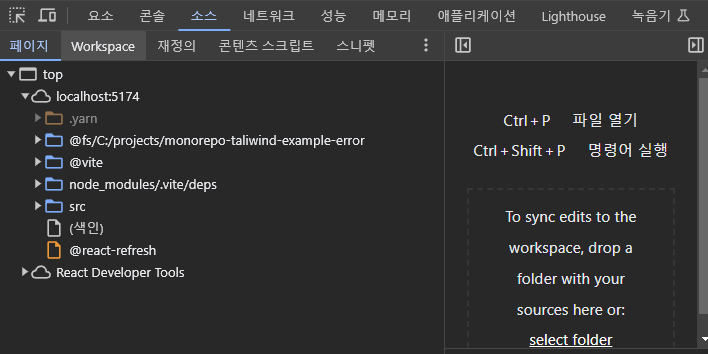 요소 콘솔 소스 네트워크 성능 메모리 애플리케이션 Lighthouse 녹음기
페이지 Workspace 재정의 콘텐츠 스크립트 스니펫
top
localhost:5174
.yarn
@fs/C:/projects/monorepo-taliwind-example-error
@vite
node_modules/.vite/deps
src
(색인)
@react-refresh
React Developer Tools
Ctrl + P 파일 열기
Ctrl + Shift + P 명령어 실행
To sync edits to the
workspace, drop a
folder with your
sources here or:
select folder